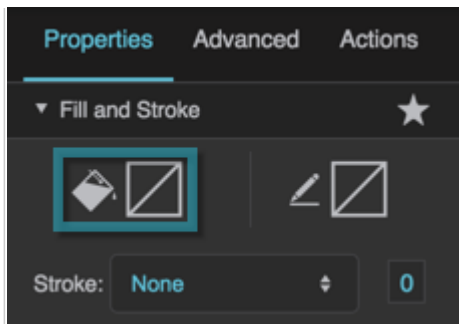 Properties Advanced Actions
Fill and Stroke
Stroke: None 0